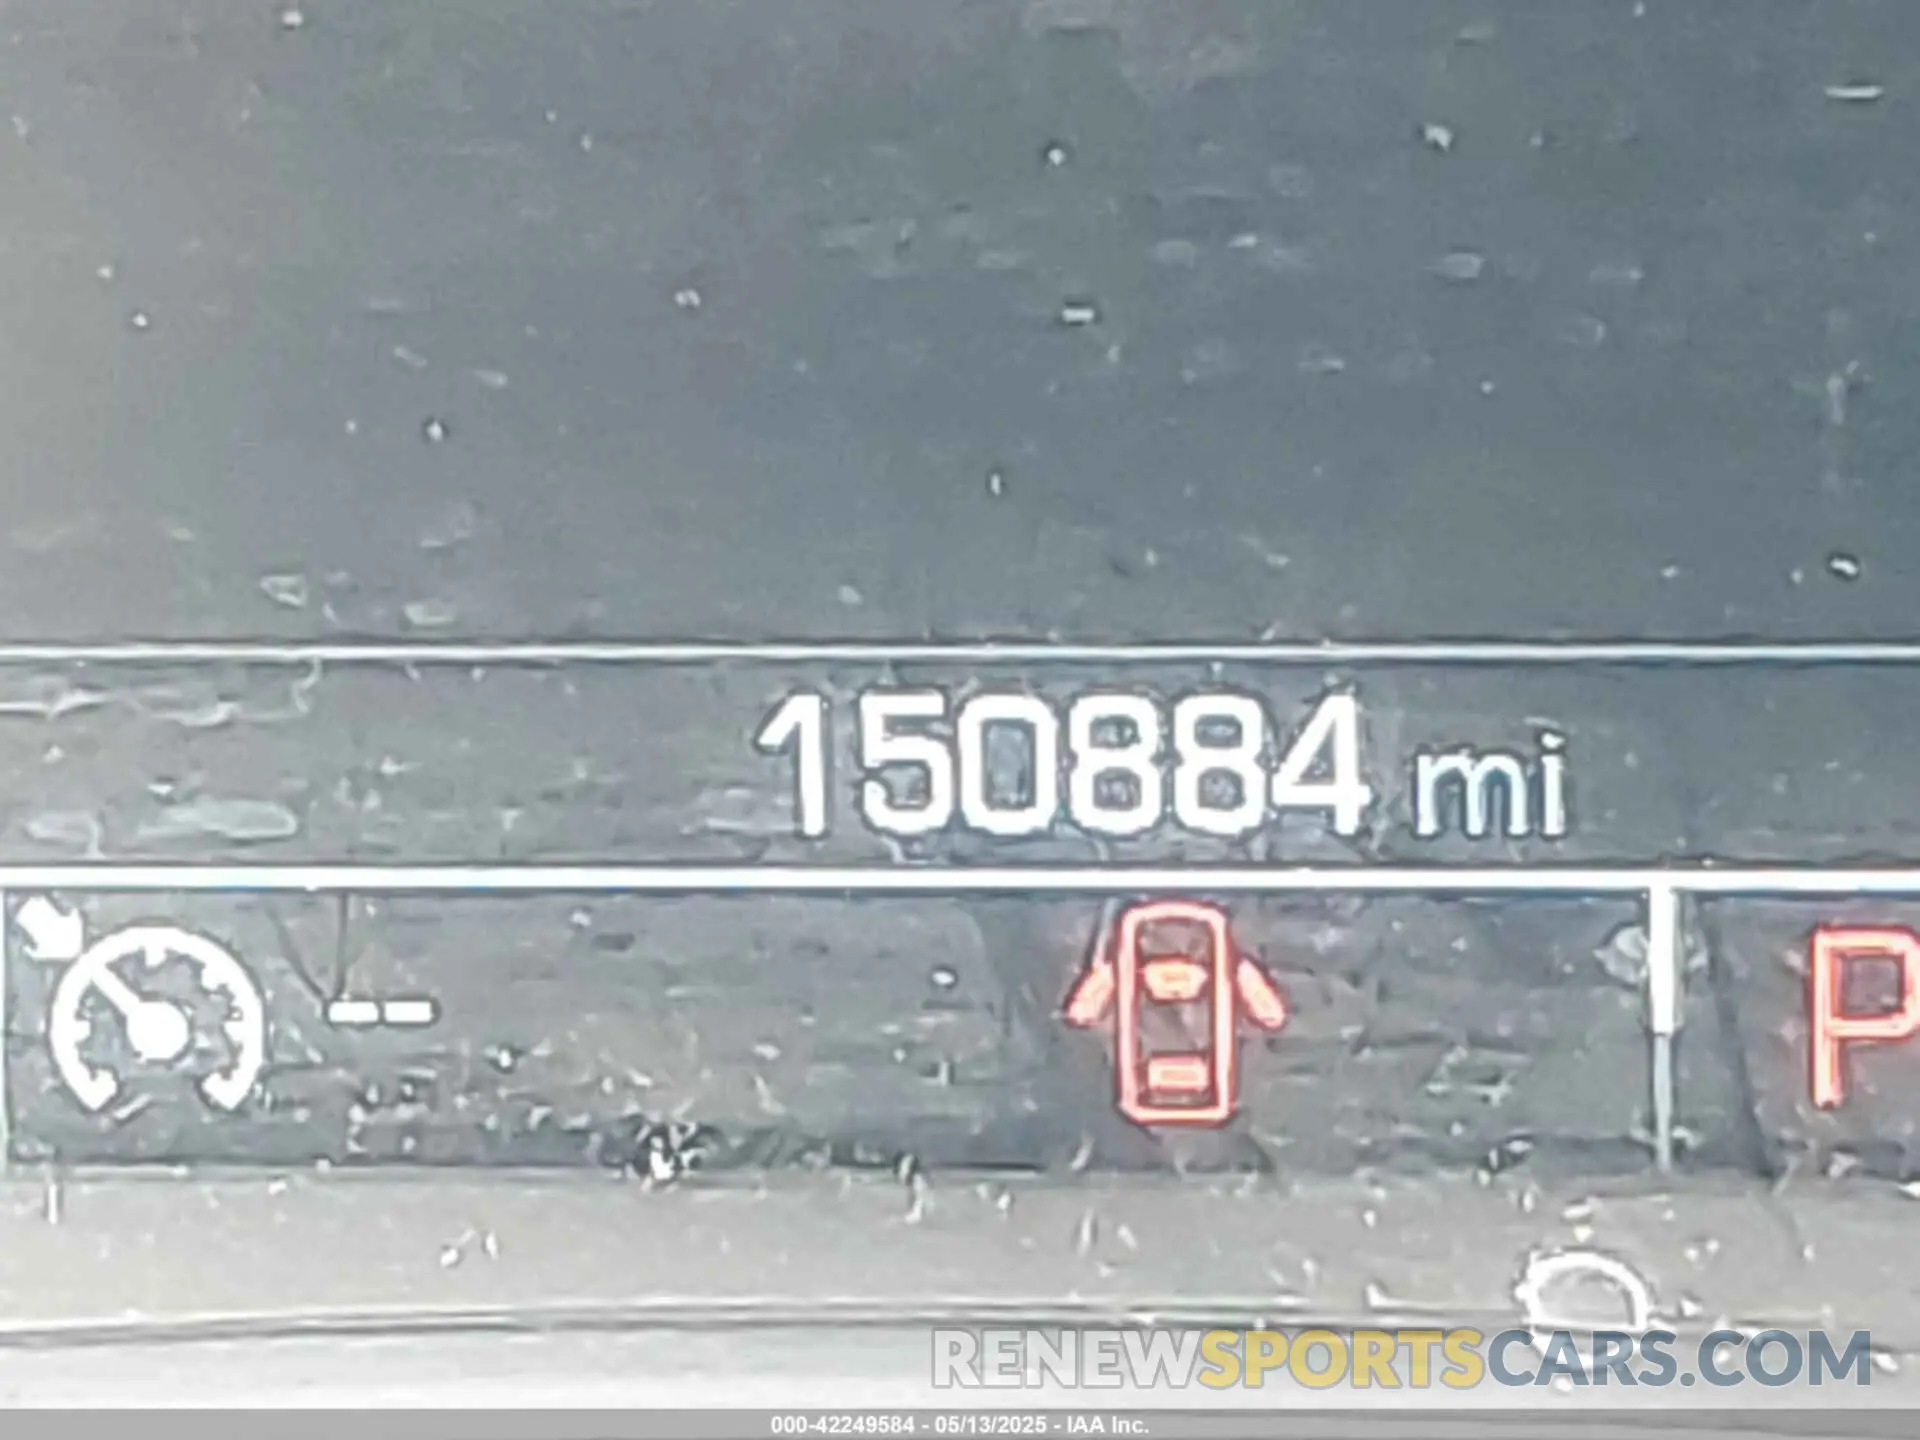 150884 mi
--
P
RENEWSPORTSCARS.COM
000-42249584 - 05/13/2025 - IAA Inc.